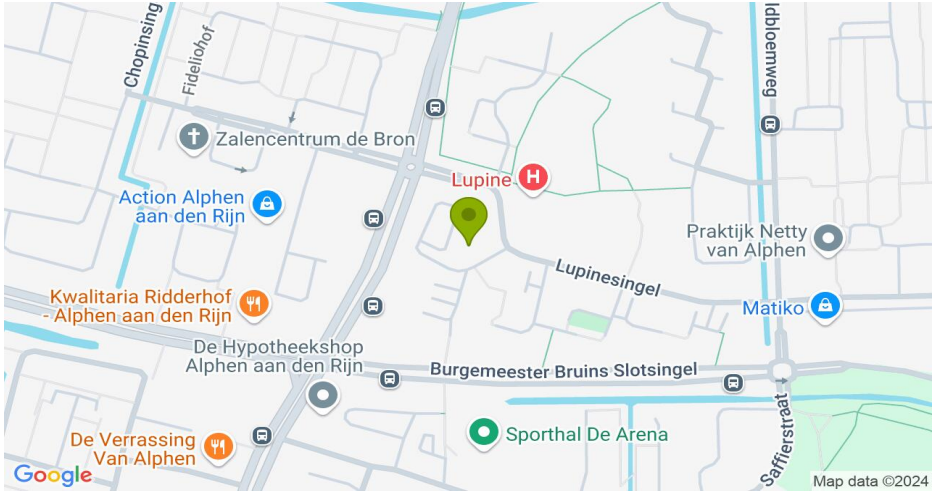 Chopinsing
Fideliohof
ldbloemweg
Zalencentrum de Bron
Lupine
H
Action Alphen
aan den Rijn
Praktijk Netty
van Alphen
Lupinesingel
Kwalitaria Ridderhof
- Alphen aan den Rijn
Matiko
De Hypotheekshop
Alphen aan den Rijn
Burgemeester Bruins Slotsingel
Saffierstraat
De Verrassing
Van Alphen
Sporthal De Arena
Google
Map data ©2024